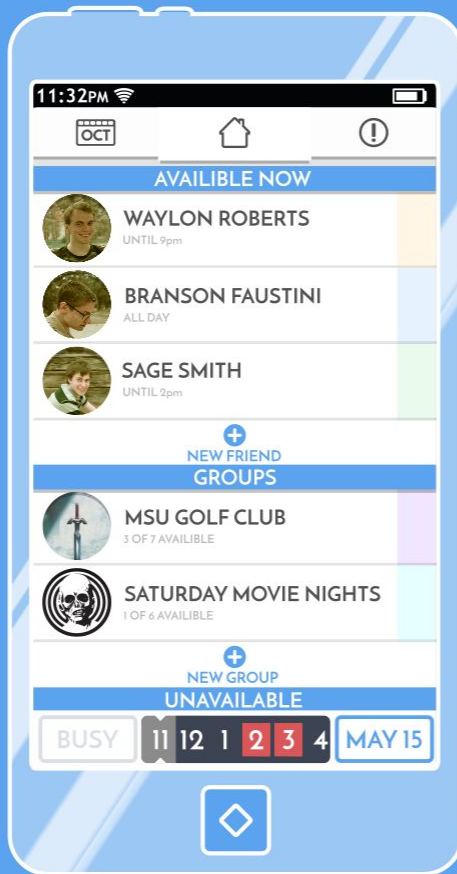 11:32PM
OCT
AVAILIBLE NOW
WAYLON ROBERTS
UNTIL 9pm
BRANSON FAUSTINI
ALL DAY
SAGE SMITH
UNTIL 2pm
NEW FRIEND
GROUPS
MSU GOLF CLUB
3 OF 7 AVAILIBLE
SATURDAY MOVIE NIGHTS
1 OF 6 AVAILIBLE
NEW GROUP
UNAVAILABLE
BUSY 11 12 1 2 3 4 MAY 15